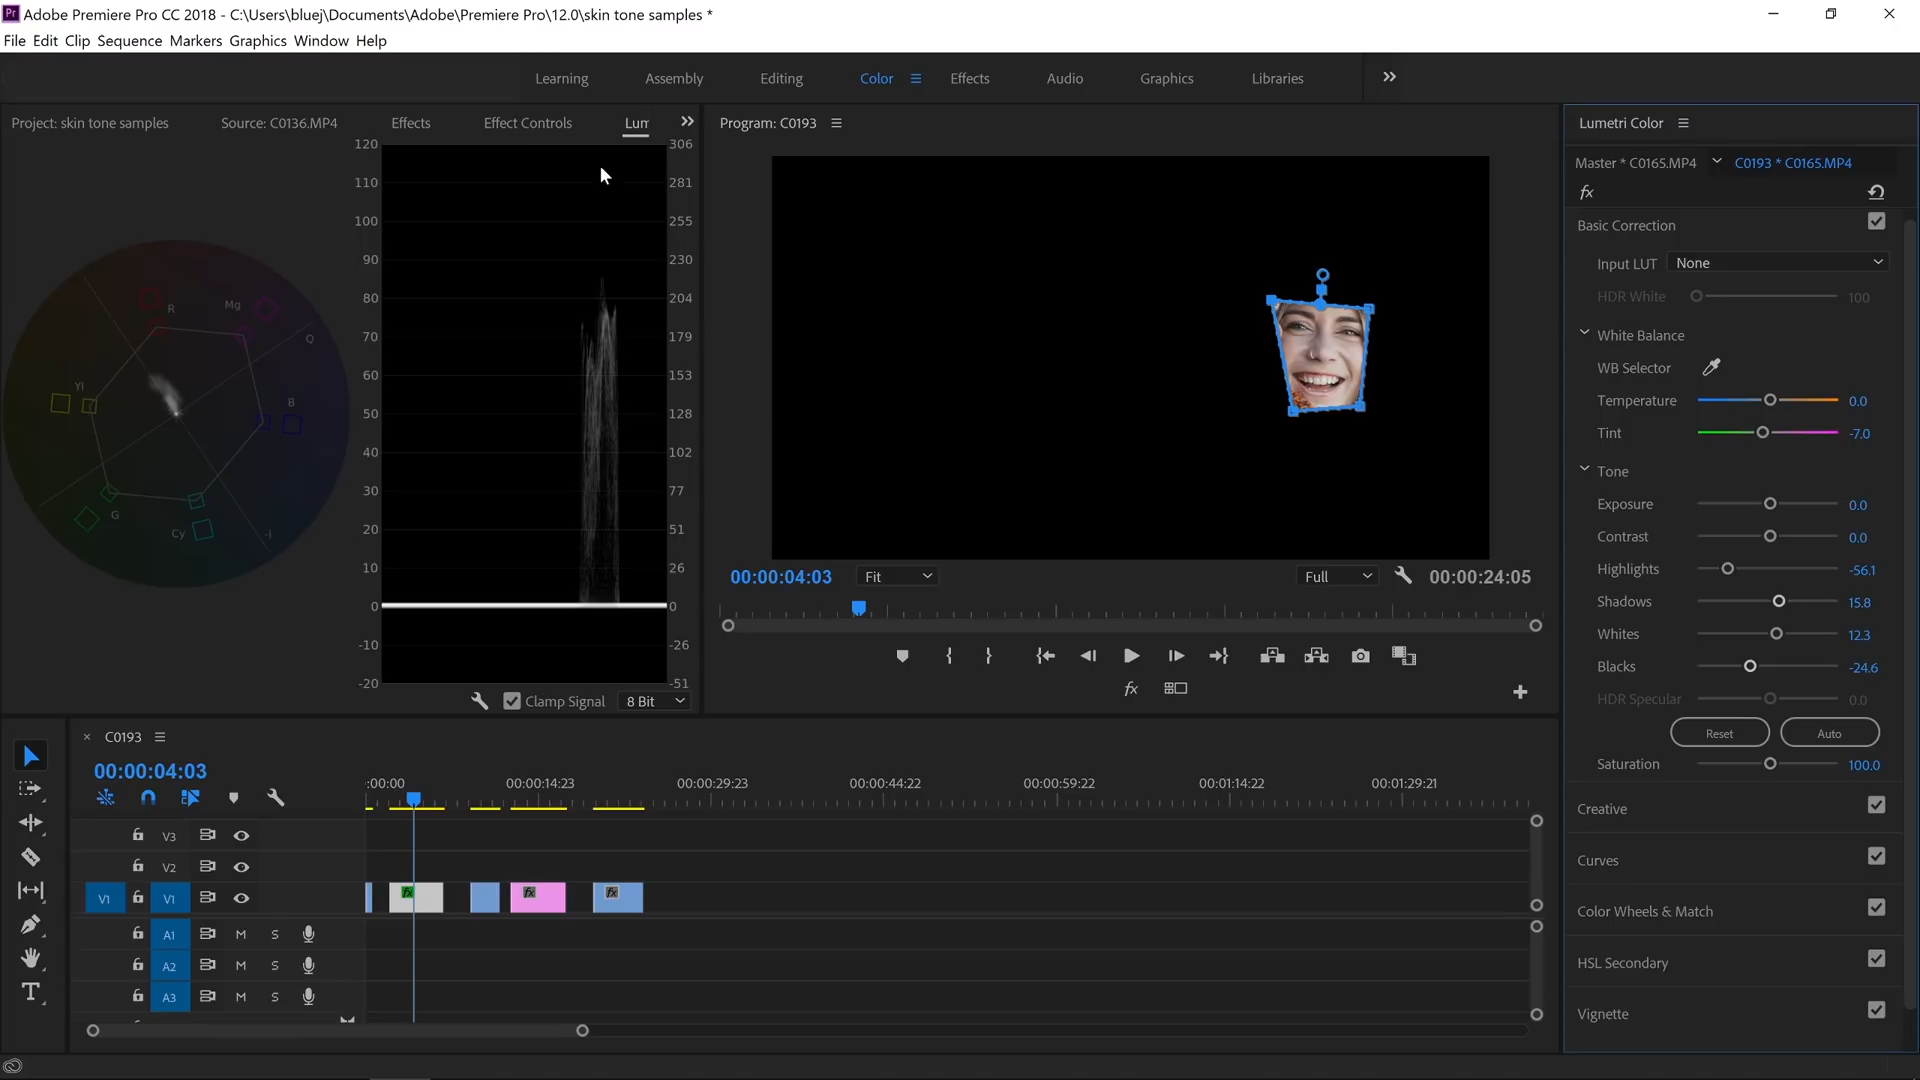 Adobe Premiere Pro CC 2018 - C:\Users\bluej\Documents\Adobe\Premiere Pro\12.0\skin tone samples *
File Edit Clip Sequence Markers Graphics Window Help
Learning Assembly Editing Color Effects Audio Graphics Libraries
Project: skin tone samples Source: C0136.MP4 Effects Effect Controls Lum
Program: C0193
Lumetri Color
Master * C0165.MP4 C0193 * C0165.MP4
fx
120 306
110 281
100 255
90 230
80 204
70 179
60 153
50 128
40 102
30 77
20 51
10 26
0 0
-10 -26
-20 -51
R Mg Q
Yl B
G Cy -i
Clamp Signal 8 Bit
00:00:04:03 Fit Full 00:00:24:05
fx
Basic Correction
Input LUT None
HDR White 100
White Balance
WB Selector
Temperature 0.0
Tint -7.0
Tone
Exposure 0.0
Contrast 0.0
Highlights -56.1
Shadows 15.8
Whites 12.3
Blacks -24.6
HDR Specular 0.0
Reset Auto
Saturation 100.0
Creative
Curves
Color Wheels & Match
HSL Secondary
Vignette
C0193
00:00:04:03
:00:00 00:00:14:23 00:00:29:23 00:00:44:22 00:00:59:22 00:01:14:22 00:01:29:21
V3
V2
V1 V1 fx fx fx
A1 M S
A2 M S
A3 M S